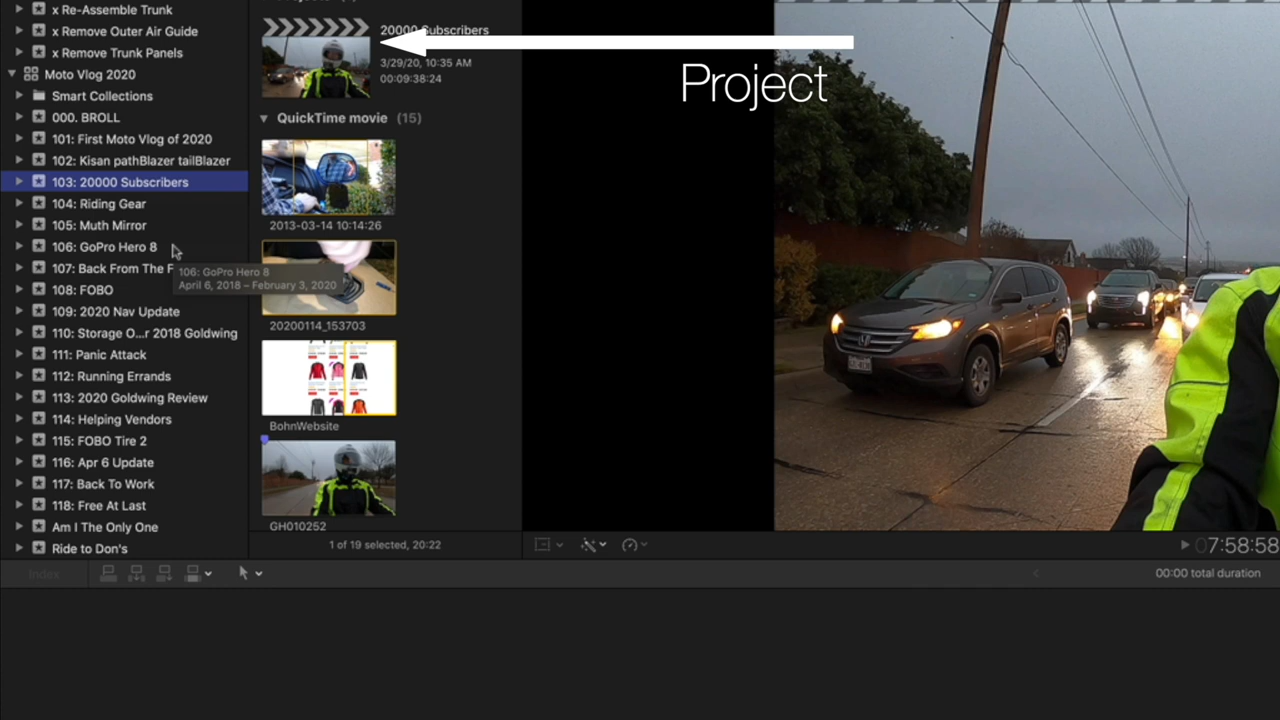 x Re-Assemble Trunk
x Remove Outer Air Guide
x Remove Trunk Panels
Moto Vlog 2020
Smart Collections
000. BROLL
101: First Moto Vlog of 2020
102: Kisan pathBlazer tailBlazer
103: 20000 Subscribers
104: Riding Gear
105: Muth Mirror
106: GoPro Hero 8
107: Back From The F
106: GoPro Hero 8
April 6, 2018 – February 3, 2020
108: FOBO
109: 2020 Nav Update
110: Storage O...r 2018 Goldwing
111: Panic Attack
112: Running Errands
113: 2020 Goldwing Review
114: Helping Vendors
115: FOBO Tire 2
116: Apr 6 Update
117: Back To Work
118: Free At Last
Am I The Only One
Ride to Don's
20000 Subscribers
3/29/20, 10:35 AM
00:09:38:24
QuickTime movie (15)
2013-03-14 10:14:26
20200114_153703
BohnWebsite
GH010252
1 of 19 selected, 20:22
Project
07:58:58
Index
00:00 total duration